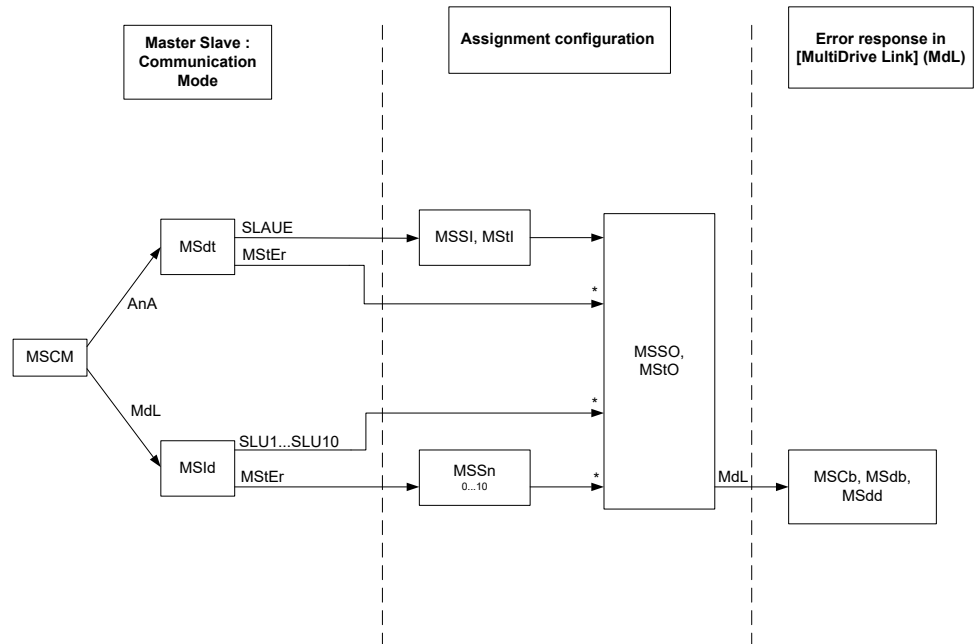 Master Slave :
Communication
Mode
Assignment configuration
Error response in
[MultiDrive Link] (MdL)
MSCM
AnA
MdL
MSdt
SLAUE
MStEr
MSId
SLU1...SLU10
MStEr
MSSI, MStI
*
*
MSSn
0...10
*
MSSO,
MStO
MdL
MSCb, MSdb,
MSdd